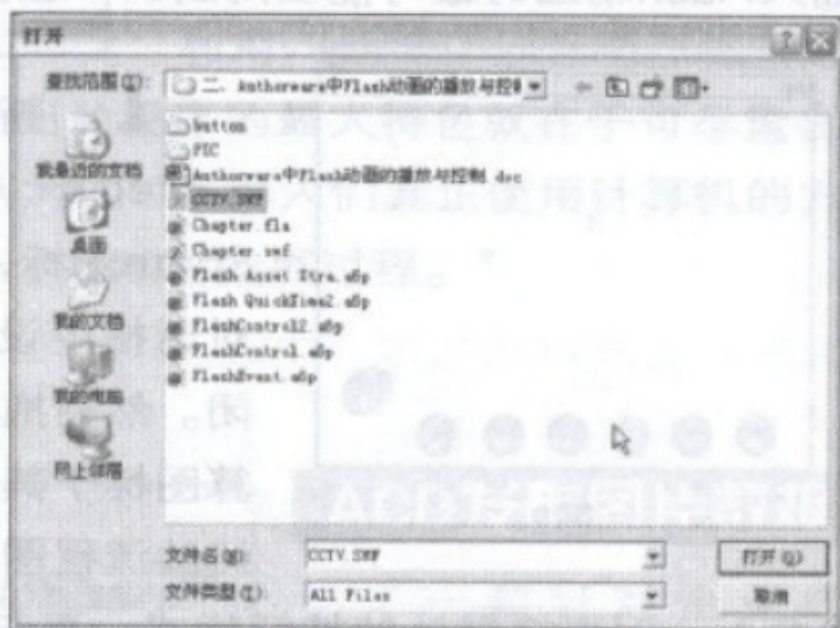 打开
查找范围(I): 二、Authorware中Flash动画的播放与控制
button
PIC
Authorware中Flash动画的播放与控制.doc
CCTV.SWF
Chapter.fla
Chapter.swf
Flash Asset Xtra.a6p
Flash QuickTime2.a6p
FlashControl2.a6p
FlashControl.a6p
FlashEvent.a6p
我最近的文档
桌面
我的文档
我的电脑
网上邻居
文件名(N): CCTV.SWF 打开(O)
文件类型(T): All Files 取消